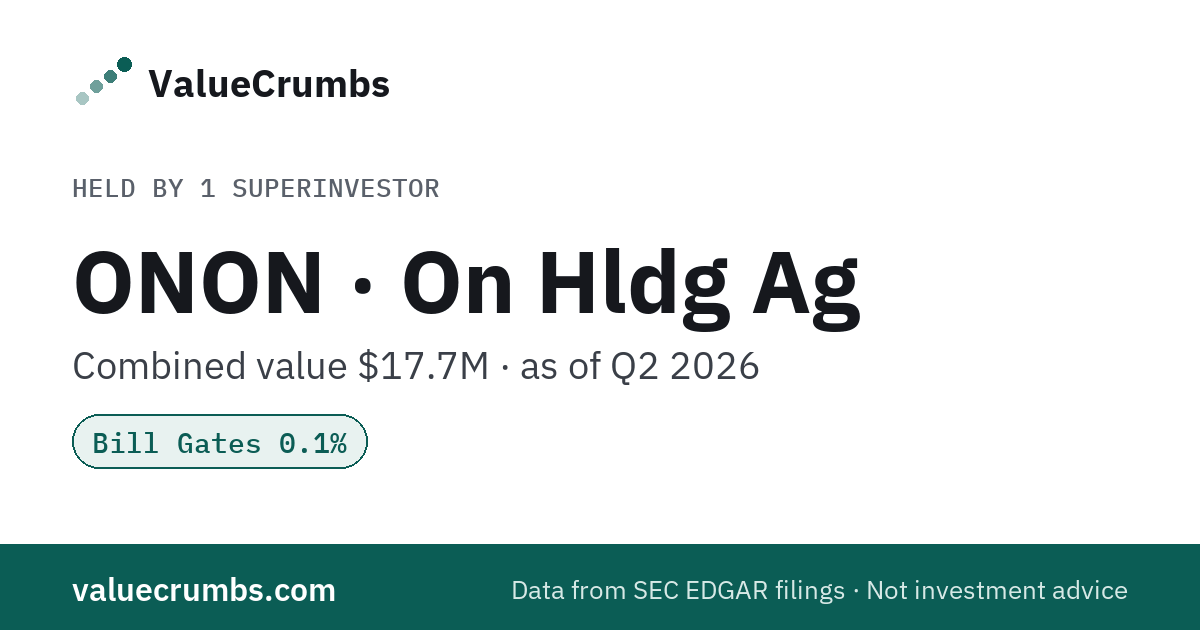 ValueCrumbs
HELD BY 1 SUPERINVESTOR
ONON · On Hldg Ag
Combined value $17.7M · as of Q2 2026
Bill Gates 0.1%
valuecrumbs.com
Data from SEC EDGAR filings · Not investment advice